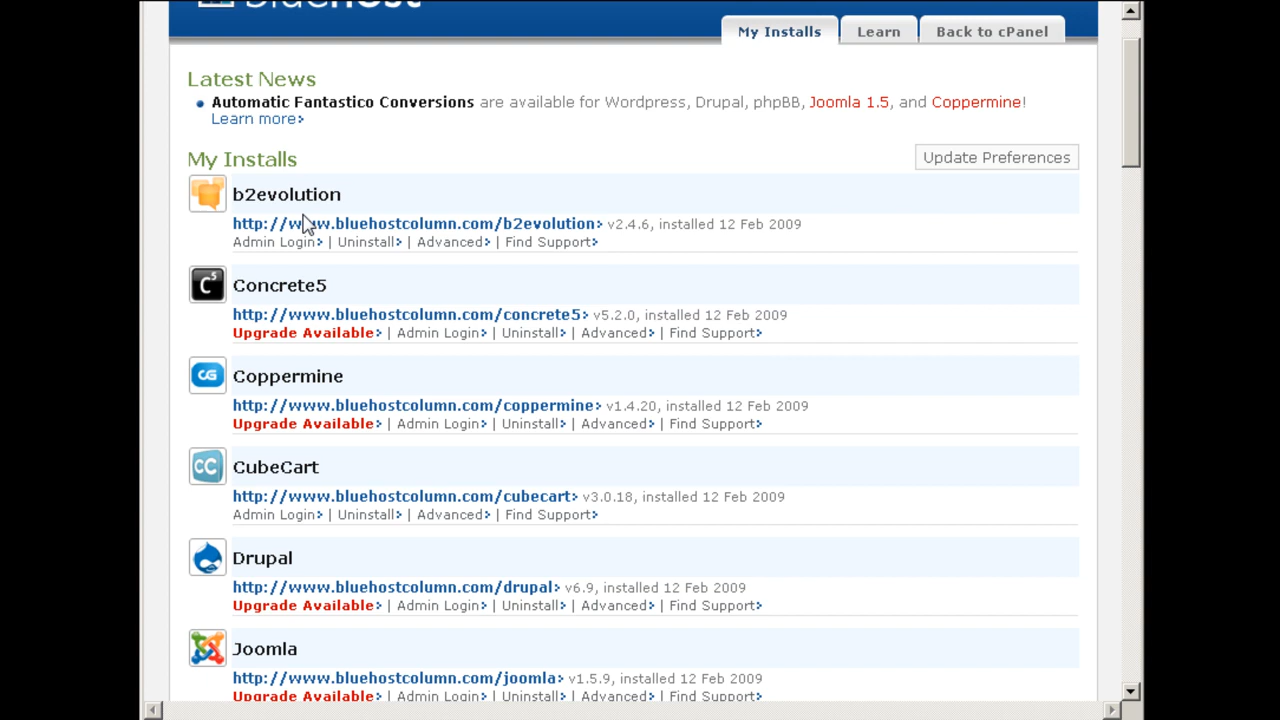 bluehost
My Installs
Learn
Back to cPanel
Latest News
Automatic Fantastico Conversions are available for Wordpress, Drupal, phpBB, Joomla 1.5, and Coppermine!
Learn more
My Installs
Update Preferences
b2evolution
http://www.bluehostcolumn.com/b2evolution v2.4.6, installed 12 Feb 2009
Admin Login | Uninstall | Advanced | Find Support
C5
Concrete5
http://www.bluehostcolumn.com/concrete5 v5.2.0, installed 12 Feb 2009
Upgrade Available | Admin Login | Uninstall | Advanced | Find Support
CG
Coppermine
http://www.bluehostcolumn.com/coppermine v1.4.20, installed 12 Feb 2009
Upgrade Available | Admin Login | Uninstall | Advanced | Find Support
CC
CubeCart
http://www.bluehostcolumn.com/cubecart v3.0.18, installed 12 Feb 2009
Admin Login | Uninstall | Advanced | Find Support
Drupal
http://www.bluehostcolumn.com/drupal v6.9, installed 12 Feb 2009
Upgrade Available | Admin Login | Uninstall | Advanced | Find Support
Joomla
http://www.bluehostcolumn.com/joomla v1.5.9, installed 12 Feb 2009
Upgrade Available | Admin Login | Uninstall | Advanced | Find Support